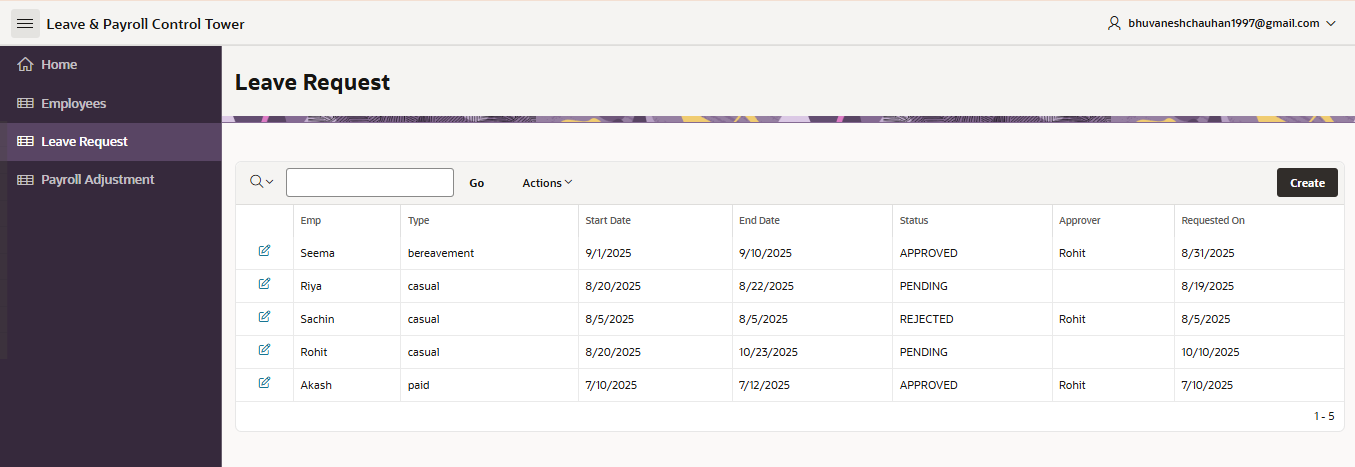 Leave & Payroll Control Tower
bhuvaneshchauhan1997@gmail.com
Home
Employees
Leave Request
Payroll Adjustment
Leave Request
Go Actions Create
Emp Type Start Date End Date Status Approver Requested On
Seema bereavement 9/1/2025 9/10/2025 APPROVED Rohit 8/31/2025
Riya casual 8/20/2025 8/22/2025 PENDING 8/19/2025
Sachin casual 8/5/2025 8/5/2025 REJECTED Rohit 8/5/2025
Rohit casual 8/20/2025 10/23/2025 PENDING 10/10/2025
Akash paid 7/10/2025 7/12/2025 APPROVED Rohit 7/10/2025
1 - 5